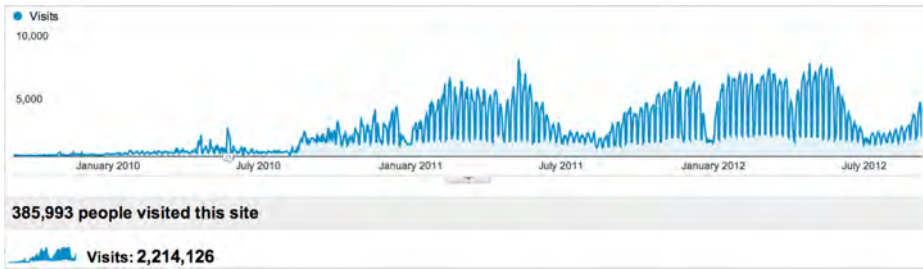 Visits
10,000
5,000
January 2010 July 2010 January 2011 July 2011 January 2012 July 2012
385,993 people visited this site
Visits: 2,214,126